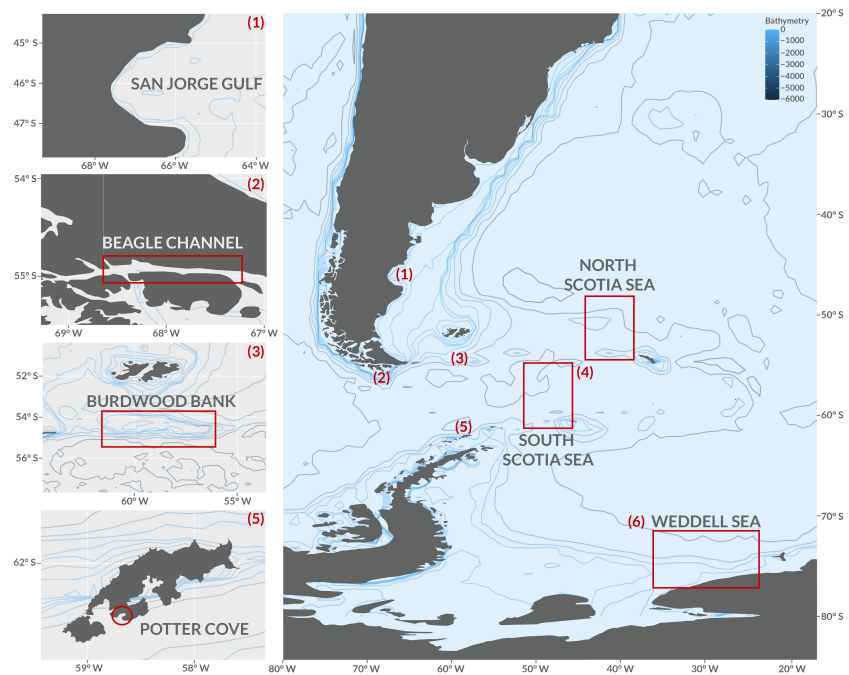 (1)
45° S
46° S
47° S
SAN JORGE GULF
68° W
66° W
64° W
(2)
54° S
BEAGLE CHANNEL
55° S
69° W
68° W
67° W
(3)
52° S
BURDWOOD BANK
54° S
56° S
60° W
55° W
(5)
62° S
POTTER COVE
59° W
58° W
Bathymetry
0
−1000
−2000
−3000
−4000
−5000
−6000
20° S
30° S
40° S
50° S
60° S
70° S
80° S
(1)
NORTH
SCOTIA SEA
(3)
(2)
(4)
(5)
SOUTH
SCOTIA SEA
(6)
WEDDELL SEA
80° W
70° W
60° W
50° W
40° W
30° W
20° W